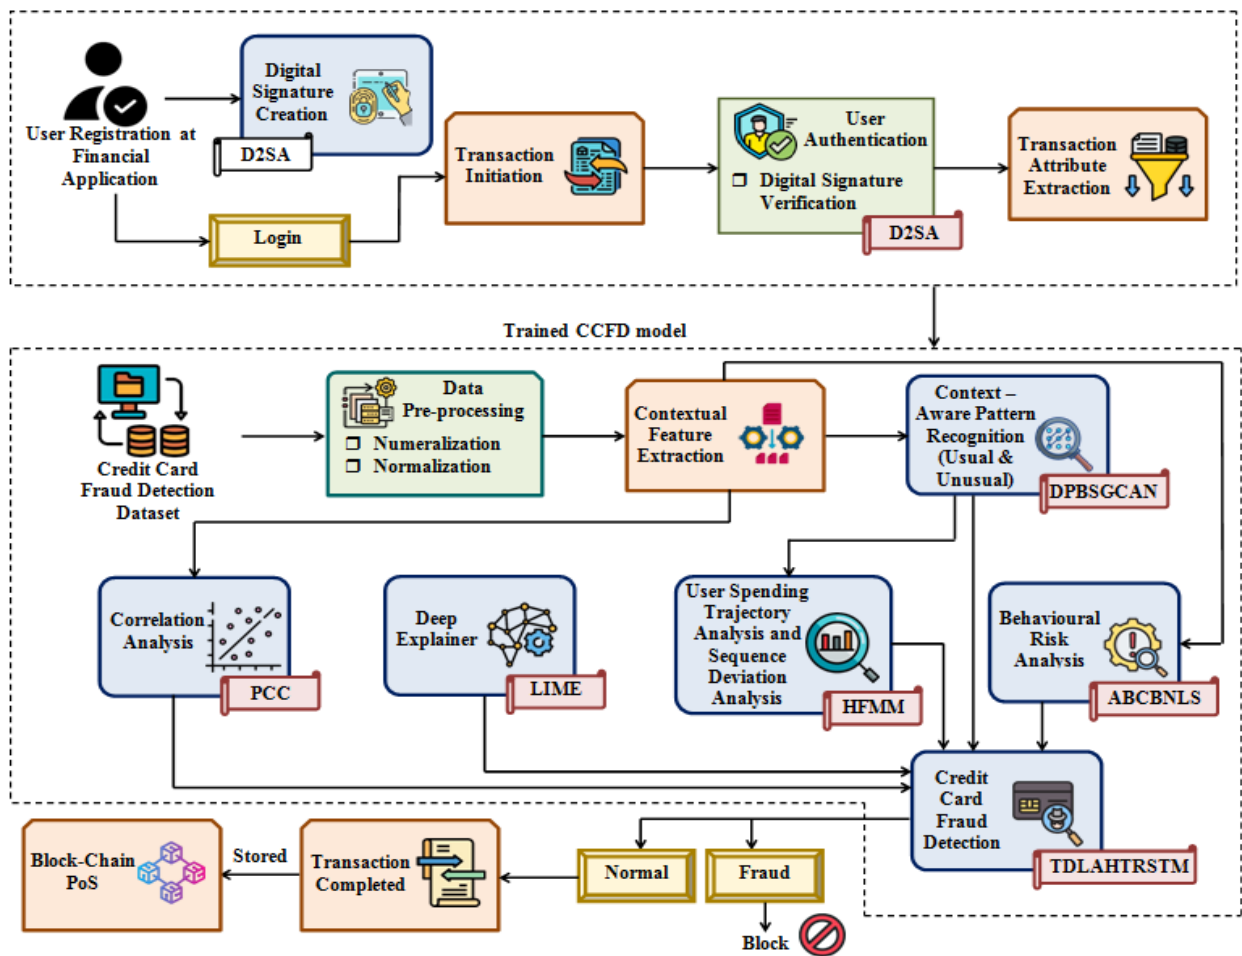 User Registration at
Financial
Application
Digital
Signature
Creation
D2SA
Login
Transaction
Initiation
User
Authentication
❒ Digital Signature
Verification
D2SA
Transaction
Attribute
Extraction
Trained CCFD model
Credit Card
Fraud Detection
Dataset
Data
Pre-processing
❒ Numeralization
❒ Normalization
Contextual
Feature
Extraction
Context –
Aware Pattern
Recognition
(Usual &
Unusual)
DPBSGCAN
Correlation
Analysis
PCC
Deep
Explainer
LIME
User Spending
Trajectory
Analysis and
Sequence
Deviation
Analysis
HFMM
Behavioural
Risk
Analysis
ABCBNLS
Credit
Card
Fraud
Detection
TDLAHTRSTM
Normal
Fraud
Block
Transaction
Completed
Stored
Block-Chain
PoS